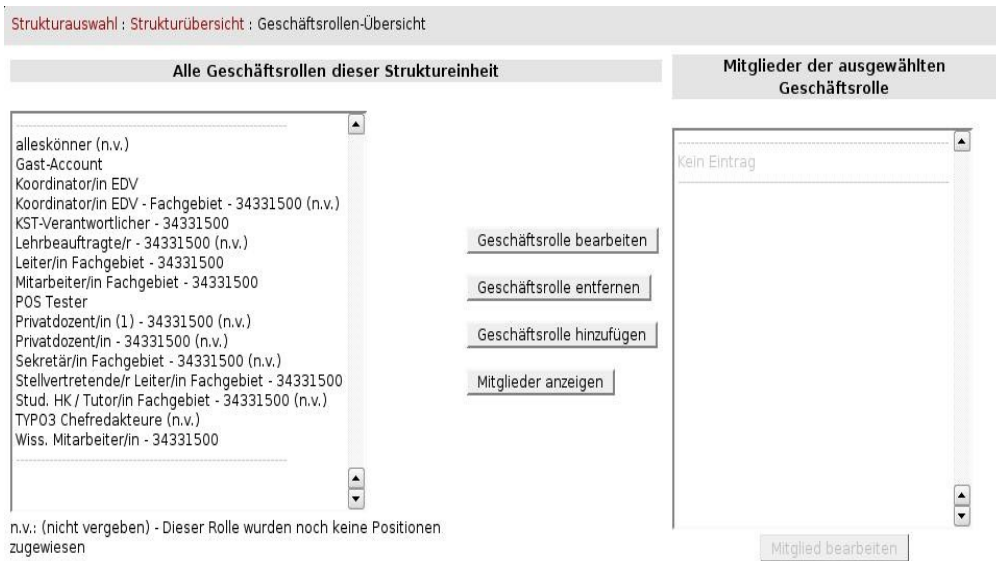 Strukturauswahl : Strukturübersicht : Geschäftsrollen-Übersicht
Alle Geschäftsrollen dieser Struktureinheit
alleskönner (n.v.)
Gast-Account
Koordinator/in EDV
Koordinator/in EDV - Fachgebiet - 34331500 (n.v.)
KST-Verantwortlicher - 34331500
Lehrbeauftragte/r - 34331500 (n.v.)
Leiter/in Fachgebiet - 34331500
Mitarbeiter/in Fachgebiet - 34331500
POS Tester
Privatdozent/in (1) - 34331500 (n.v.)
Privatdozent/in - 34331500 (n.v.)
Sekretär/in Fachgebiet - 34331500 (n.v.)
Stellvertretende/r Leiter/in Fachgebiet - 34331500
Stud. HK / Tutor/in Fachgebiet - 34331500 (n.v.)
TYPO3 Chefredakteure (n.v.)
Wiss. Mitarbeiter/in - 34331500
n.v.: (nicht vergeben) - Dieser Rolle wurden noch keine Positionen
zugewiesen
Geschäftsrolle bearbeiten
Geschäftsrolle entfernen
Geschäftsrolle hinzufügen
Mitglieder anzeigen
Mitglieder der ausgewählten
Geschäftsrolle
Kein Eintrag
Mitglied bearbeiten